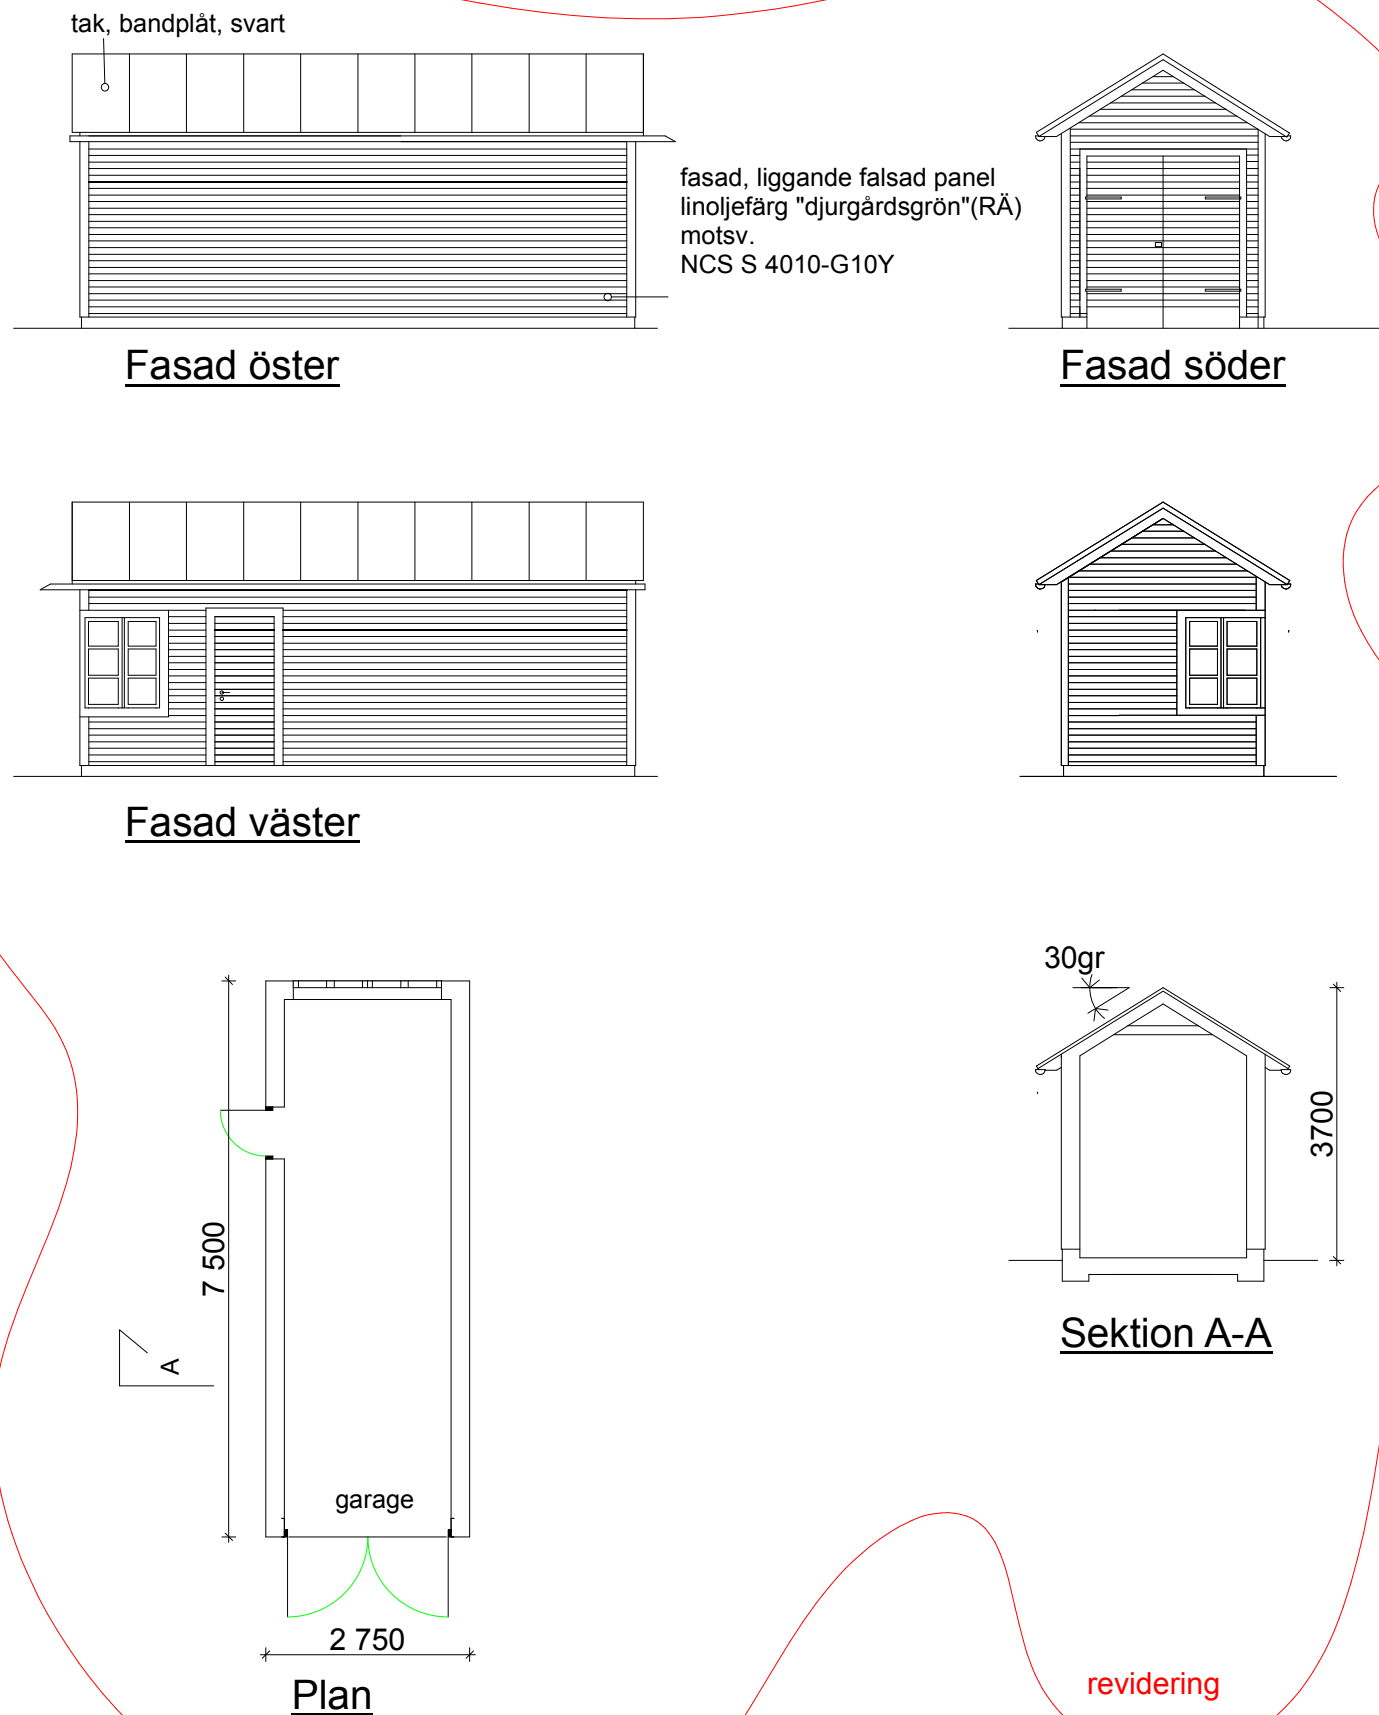 tak, bandplåt, svart
fasad, liggande falsad panel
linoljefärg "djurgårdsgrön"(RÄ)
motsv.
NCS S 4010-G10Y
Fasad öster
Fasad söder
Fasad väster
30gr
3700
7 500
A
garage
2 750
Plan
Sektion A-A
revidering